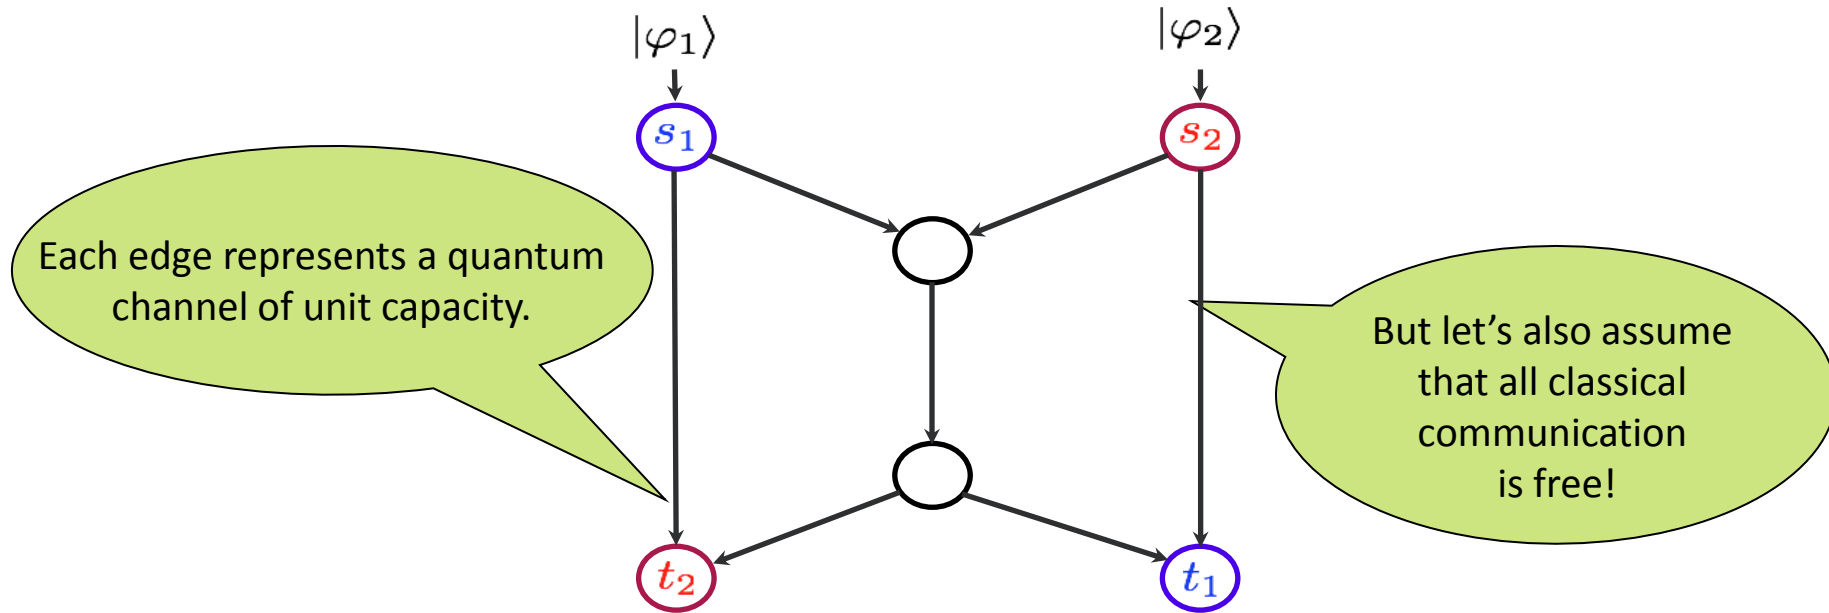 |φ₁⟩
|φ₂⟩
s₁
s₂
Each edge represents a quantum
channel of unit capacity.
But let's also assume
that all classical
communication
is free!
t₂
t₁